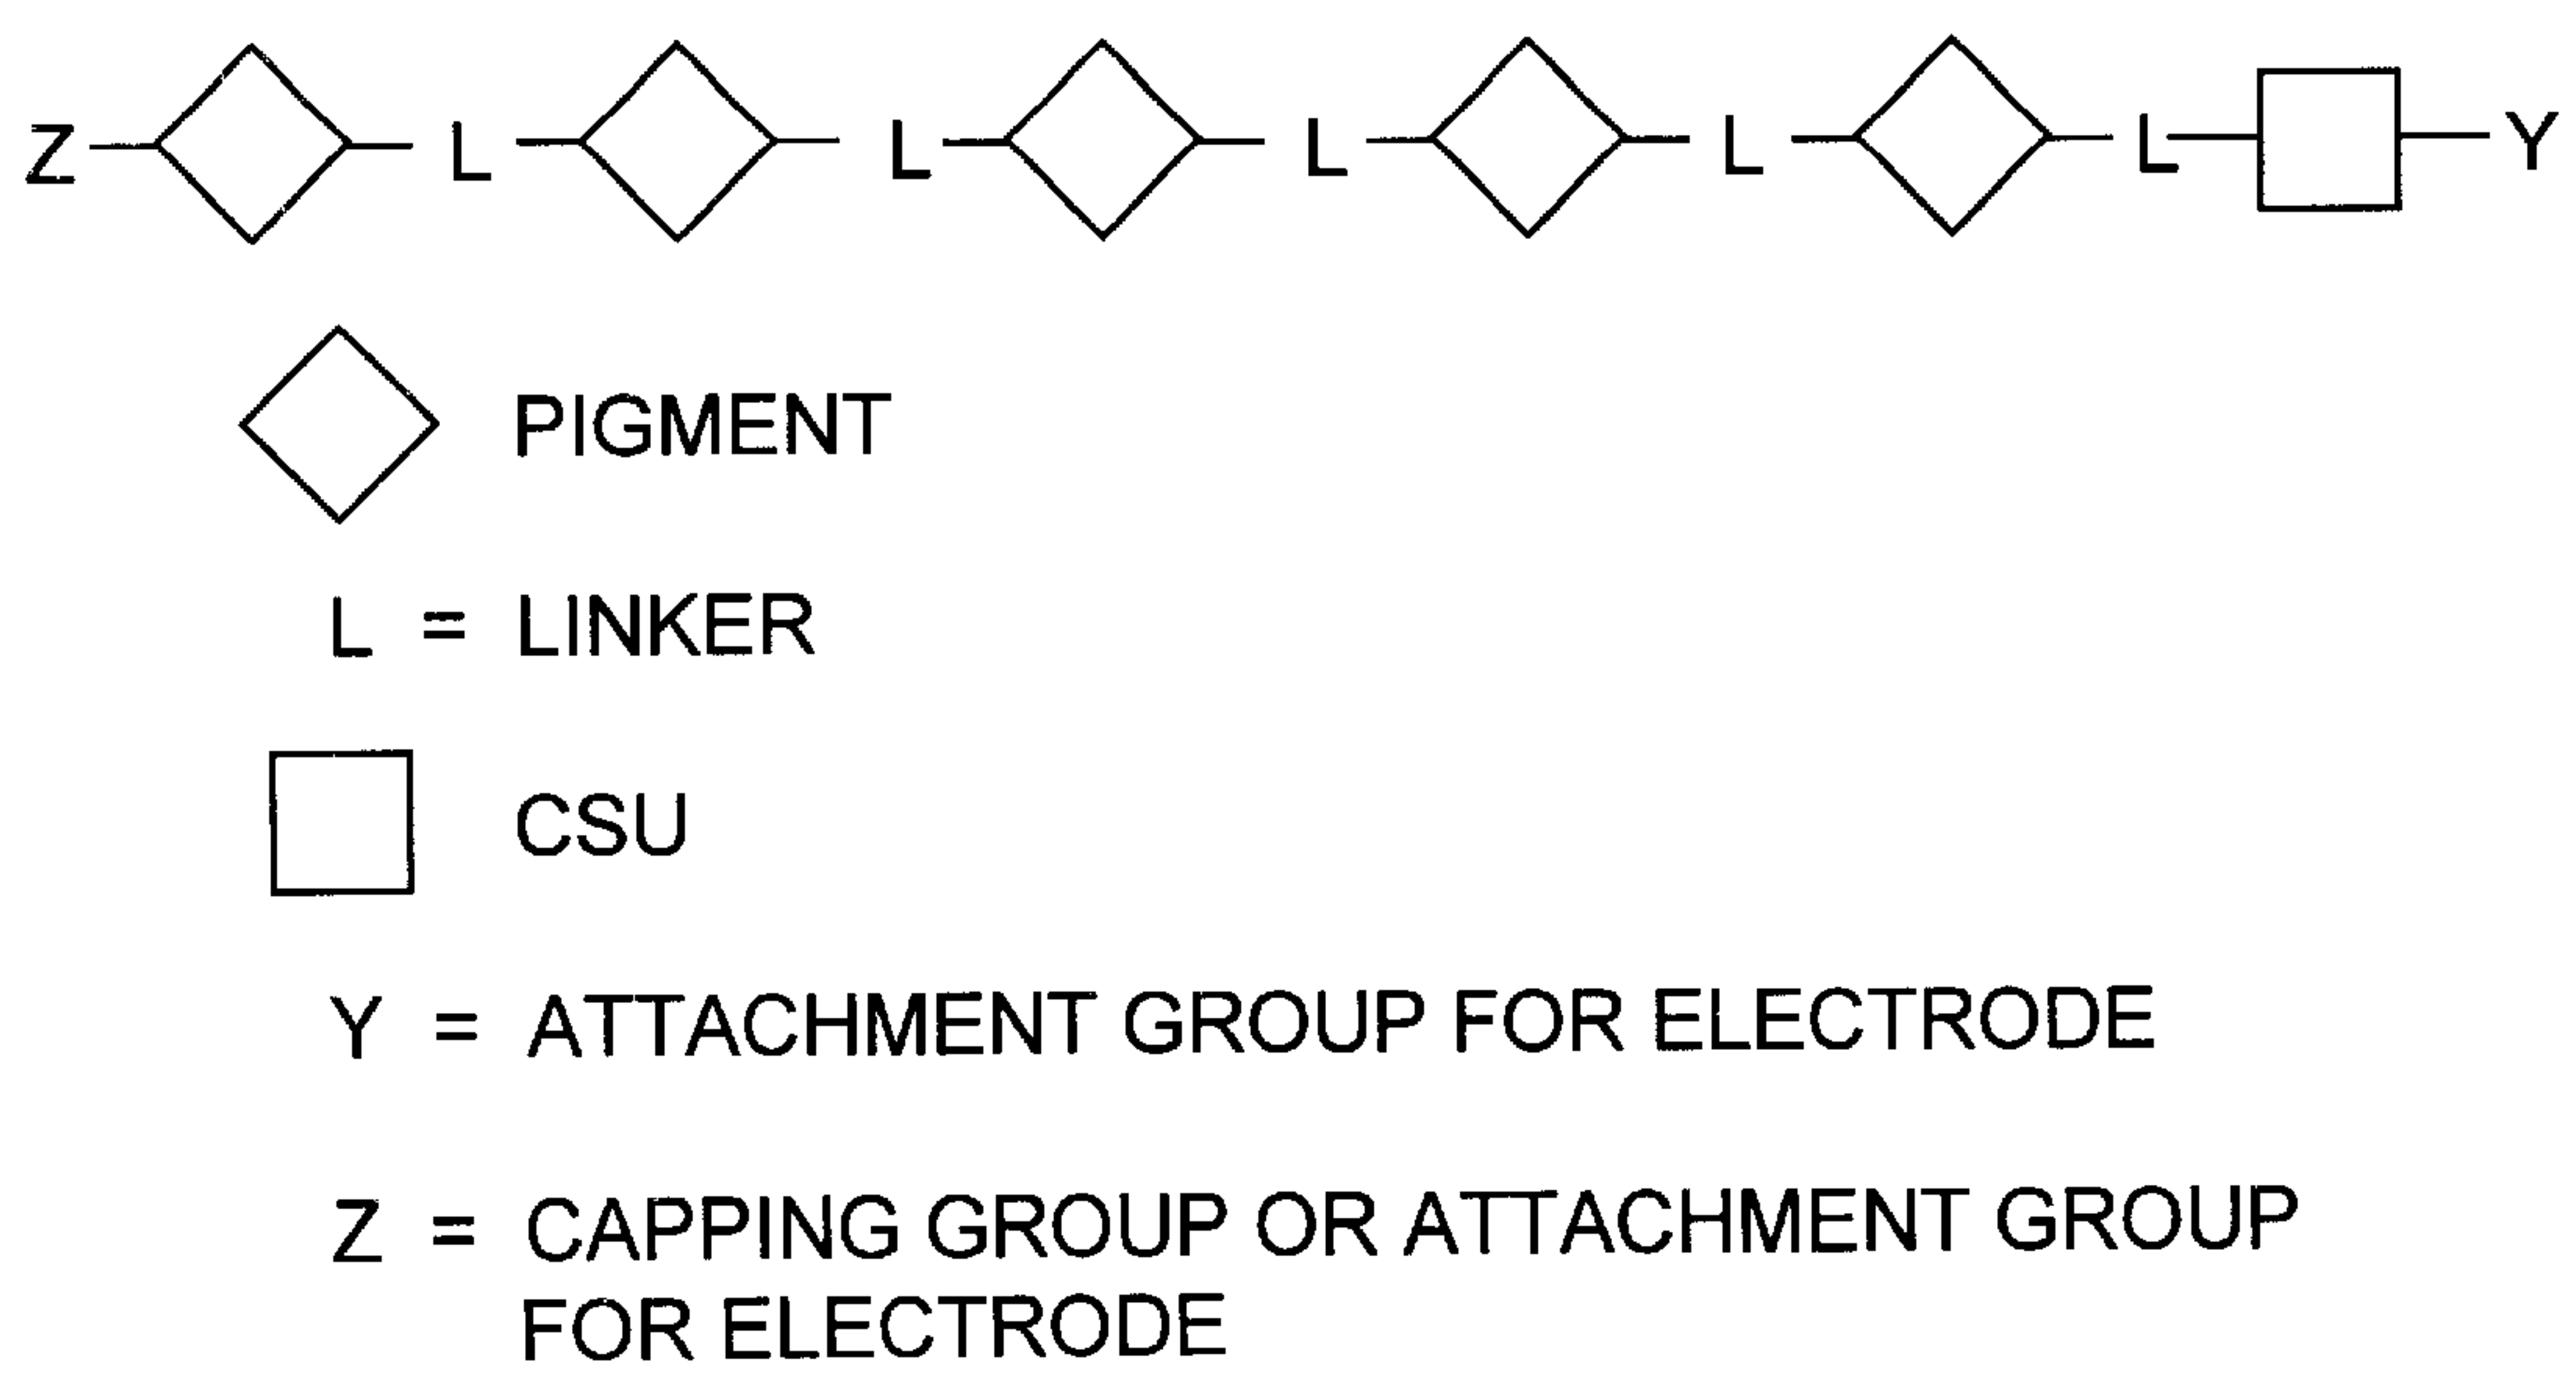 Z L L L L L Y
PIGMENT
L = LINKER
CSU
Y = ATTACHMENT GROUP FOR ELECTRODE
Z = CAPPING GROUP OR ATTACHMENT GROUP
FOR ELECTRODE